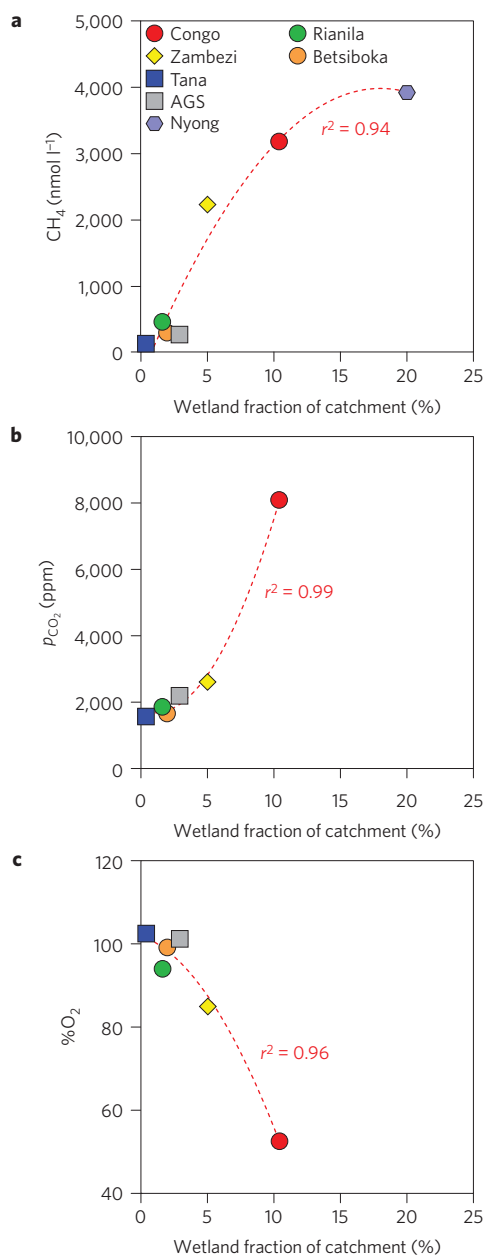 a
5,000
4,000
3,000
2,000
1,000
0
CH₄ (nmol l⁻¹)
Congo
Zambezi
Tana
AGS
Nyong
Rianila
Betsiboka
r² = 0.94
0 5 10 15 20 25
Wetland fraction of catchment (%)
b
10,000
8,000
6,000
4,000
2,000
0
pCO₂ (ppm)
r² = 0.99
0 5 10 15 20 25
Wetland fraction of catchment (%)
c
120
100
80
60
40
%O₂
r² = 0.96
0 5 10 15 20 25
Wetland fraction of catchment (%)